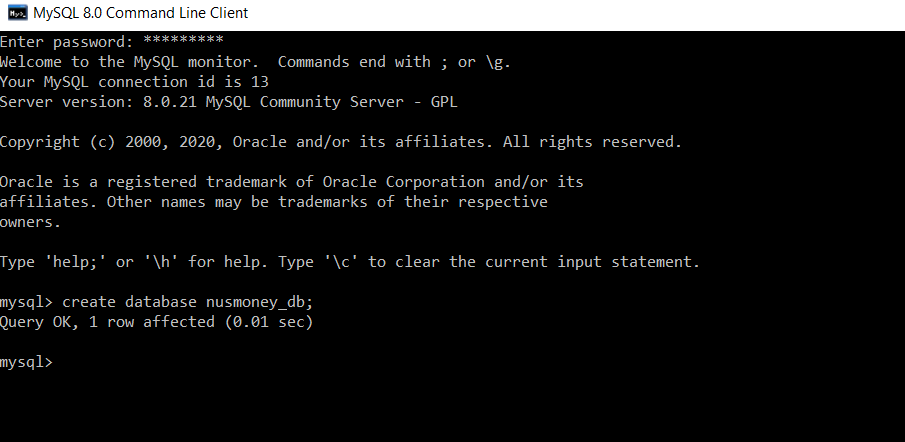 MySQL 8.0 Command Line Client
Enter password: *********
Welcome to the MySQL monitor.  Commands end with ; or \g.
Your MySQL connection id is 13
Server version: 8.0.21 MySQL Community Server - GPL
Copyright (c) 2000, 2020, Oracle and/or its affiliates. All rights reserved.
Oracle is a registered trademark of Oracle Corporation and/or its
affiliates. Other names may be trademarks of their respective
owners.
Type 'help;' or '\h' for help. Type '\c' to clear the current input statement.
mysql> create database nusmoney_db;
Query OK, 1 row affected (0.01 sec)
mysql>